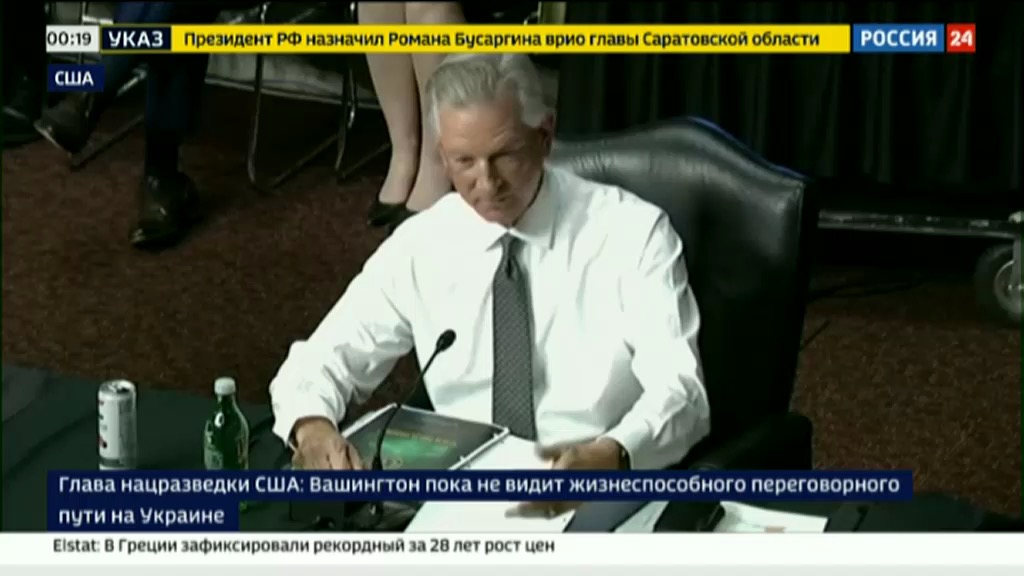 00:19 УКАЗ Президент РФ назначил Романа Бусаргина врио главы Саратовской области РОССИЯ 24
США
Глава нацразведки США: Вашингтон пока не видит жизнеспособного переговорного
пути на Украине
Elstat: В Греции зафиксировали рекордный за 28 лет рост цен